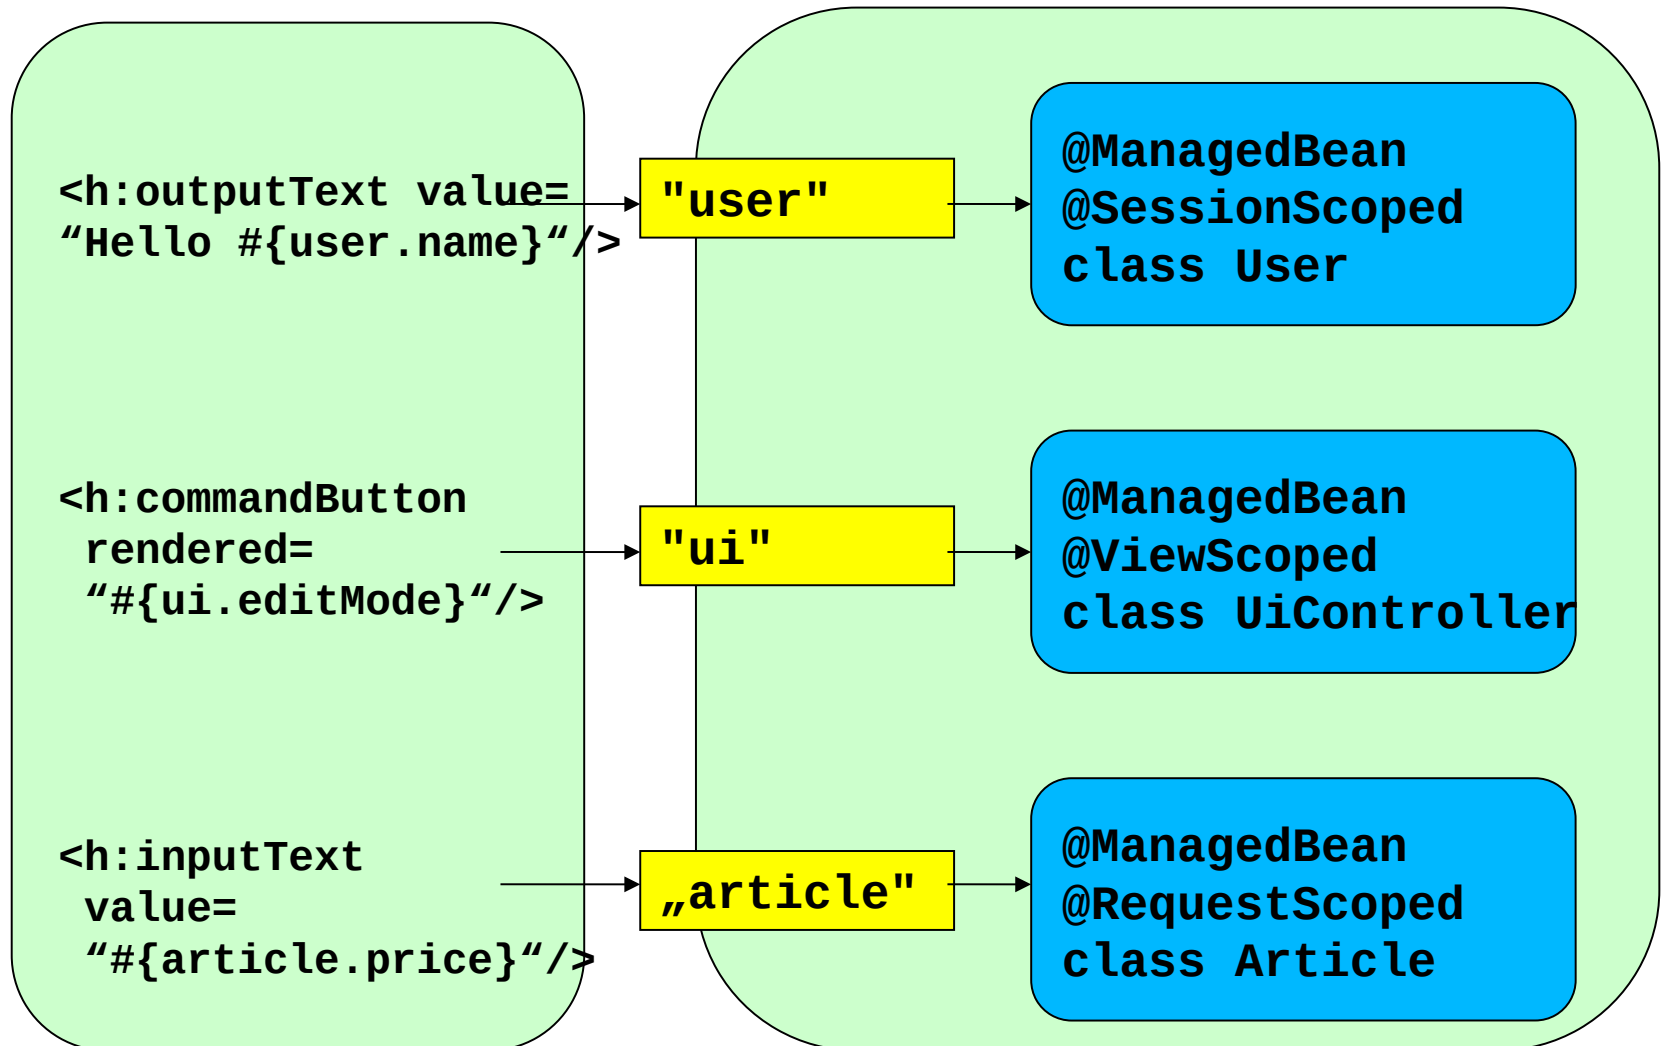 <h:outputText value=
“Hello #{user.name}“/>
"user"
@ManagedBean
@SessionScoped
class User
<h:commandButton
rendered=
“#{ui.editMode}“/>
"ui"
@ManagedBean
@ViewScoped
class UiController
<h:inputText
value=
“#{article.price}“/>
„article"
@ManagedBean
@RequestScoped
class Article